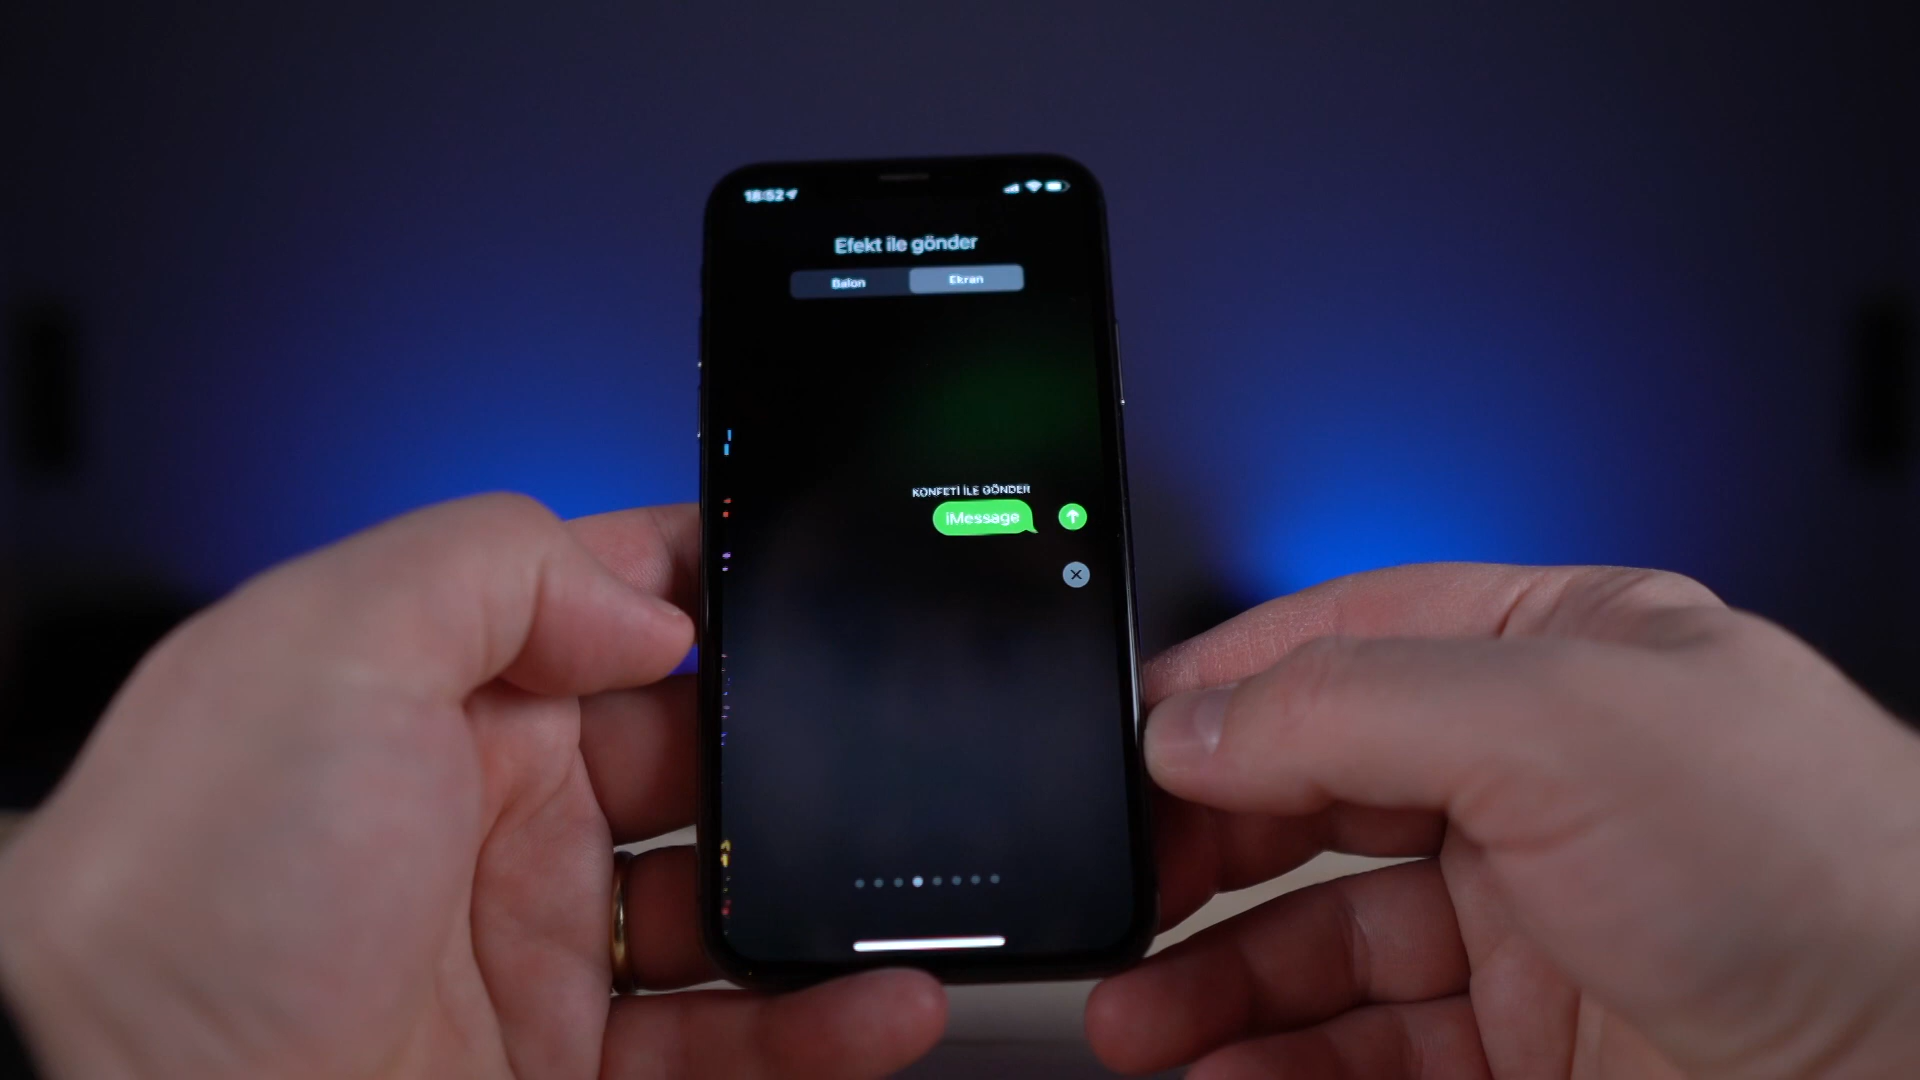 18:52
Efekt ile gönder
Balon
Ekran
KONFETİ İLE GÖNDER
iMessage